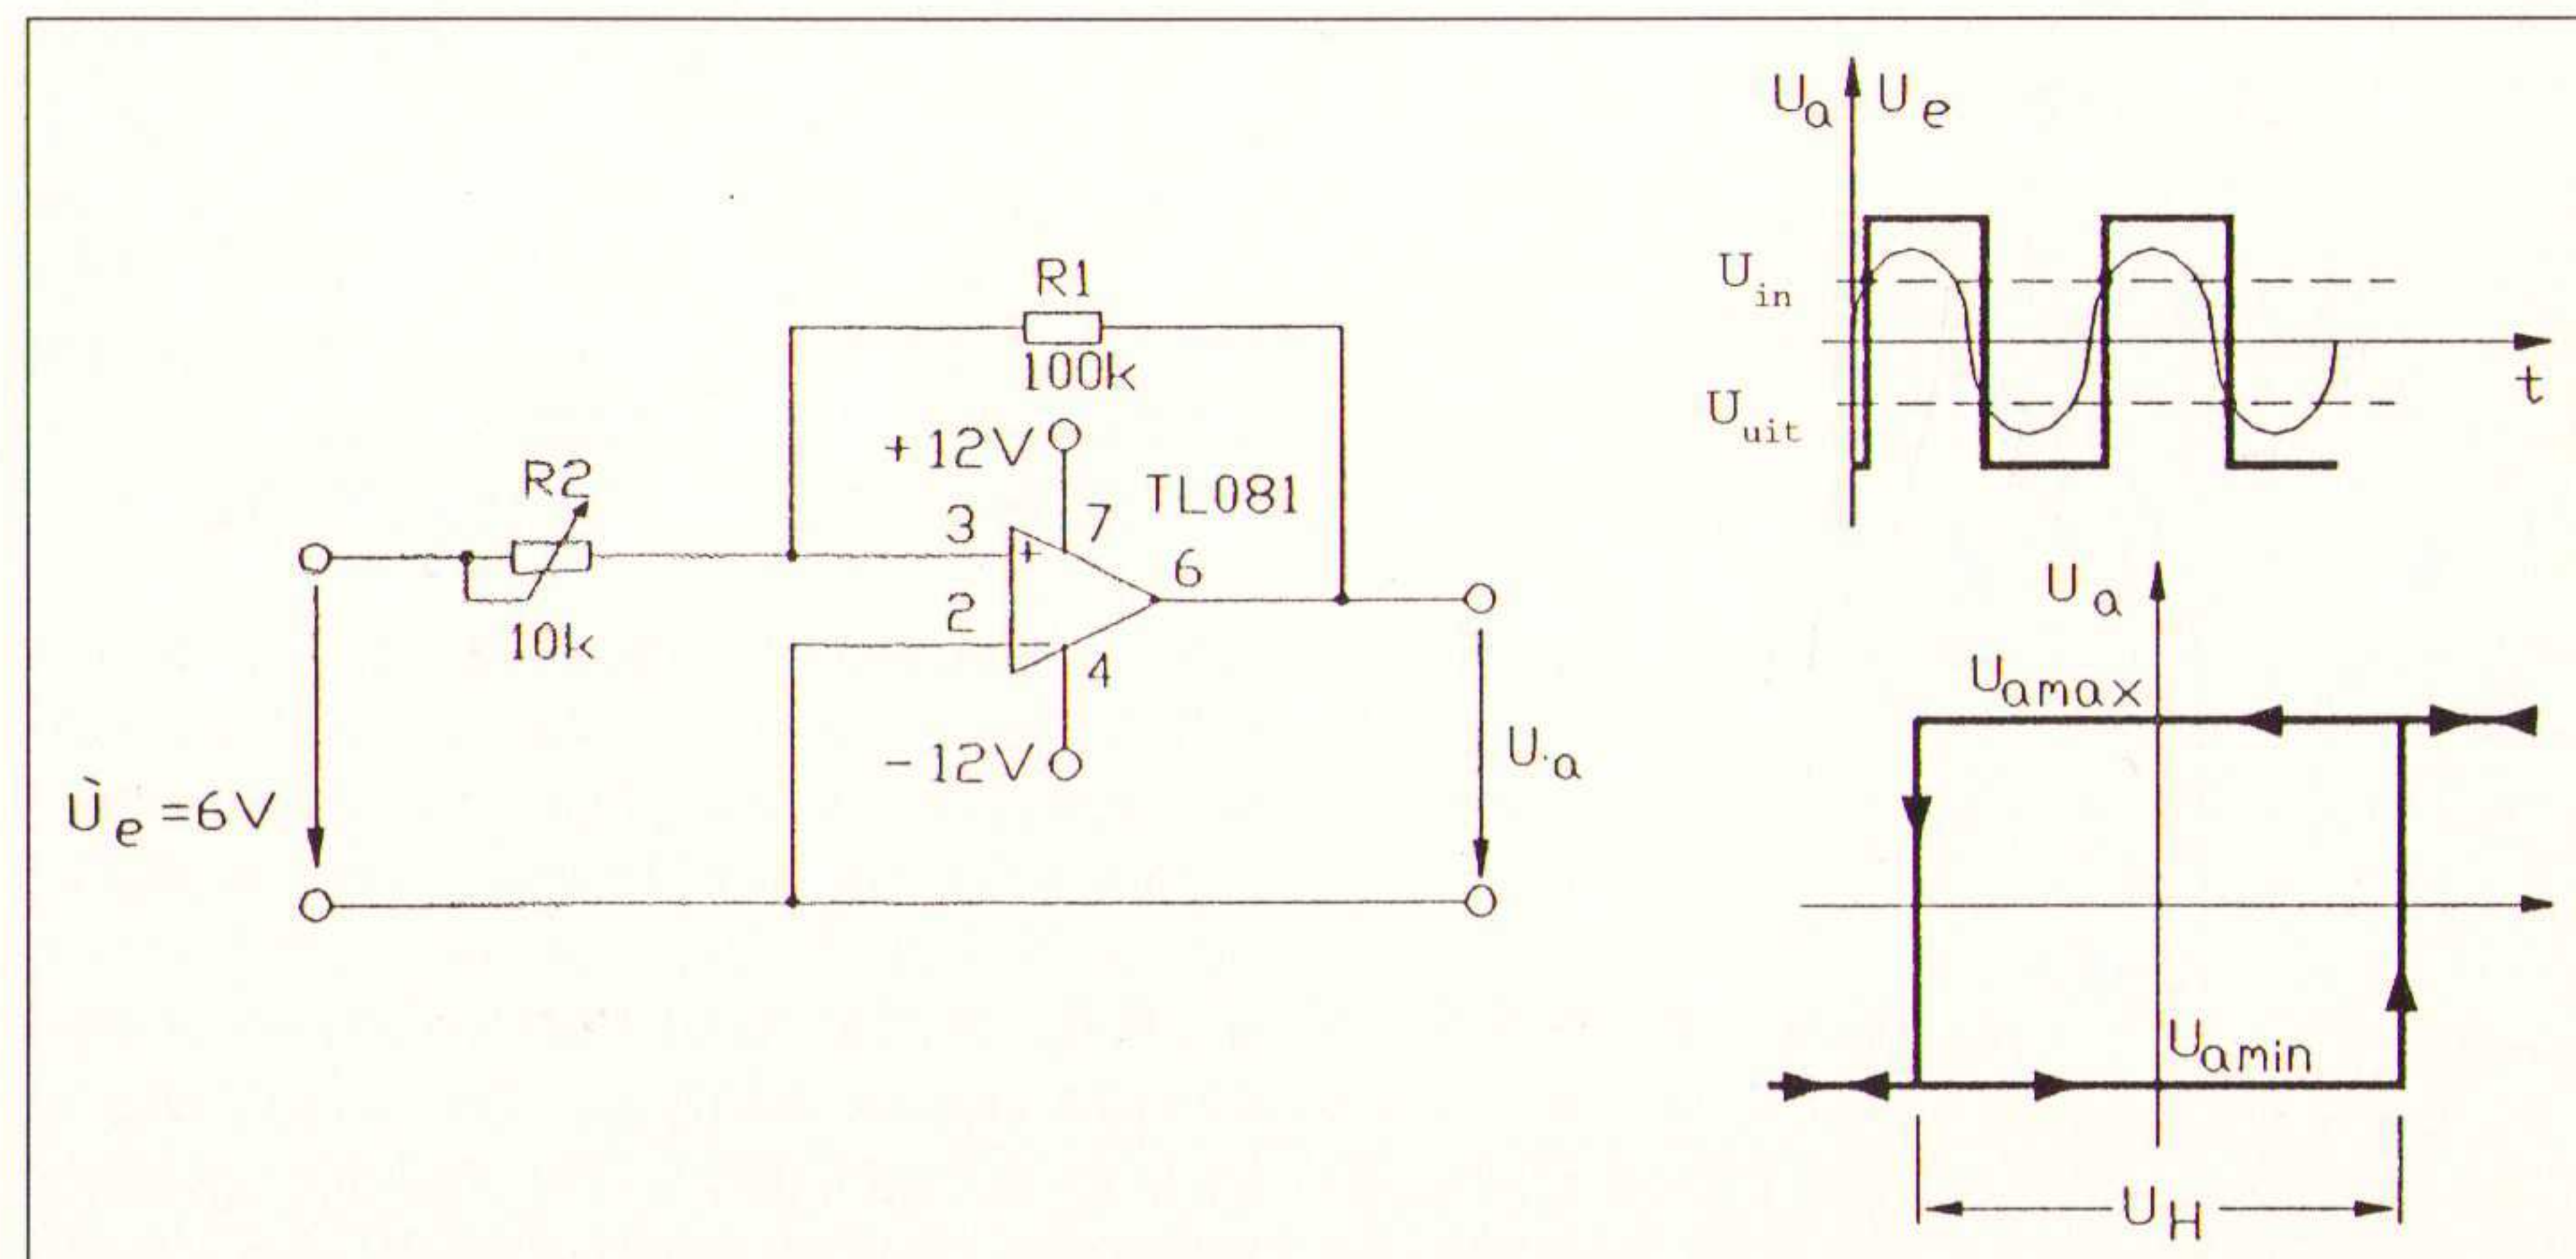 R1
100k
+12V
TL081
R2
3
7
6
2
10k
4
-12V
U.a
Ùe=6V
Ua
Ue
Uin
Uuit
t
Ua
Uamax
Uamin
UH